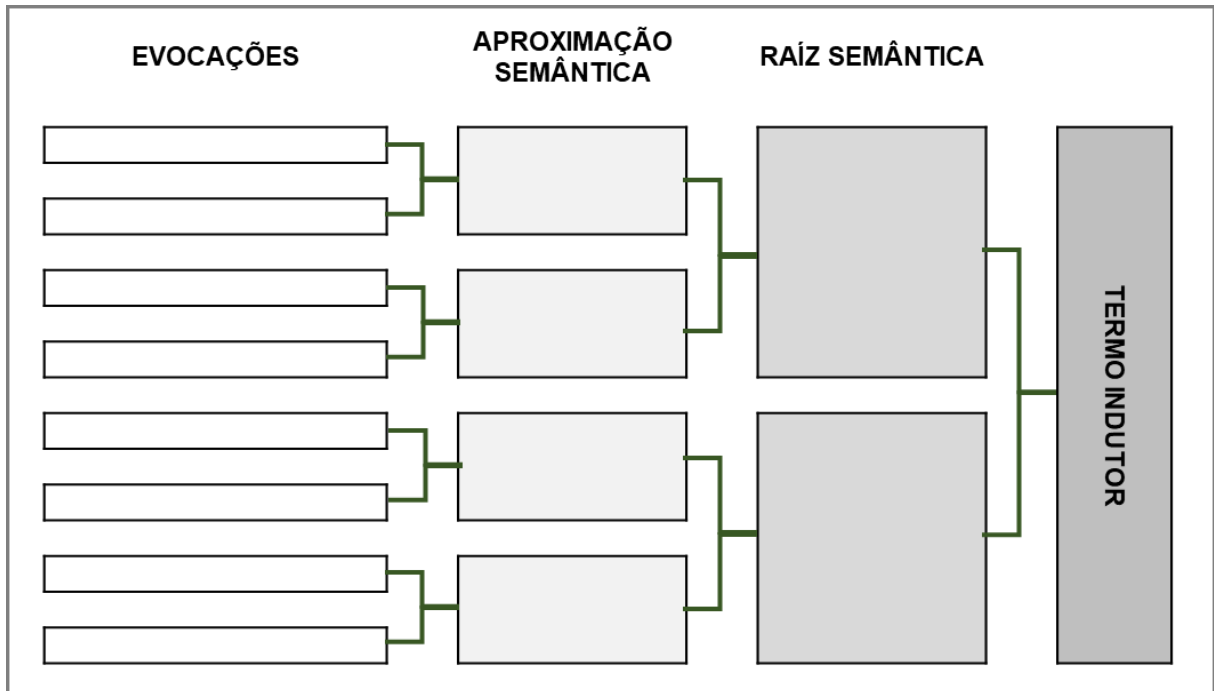 EVOCAÇÕES
APROXIMAÇÃO
SEMÂNTICA
RAÍZ SEMÂNTICA
TERMO INDUTOR